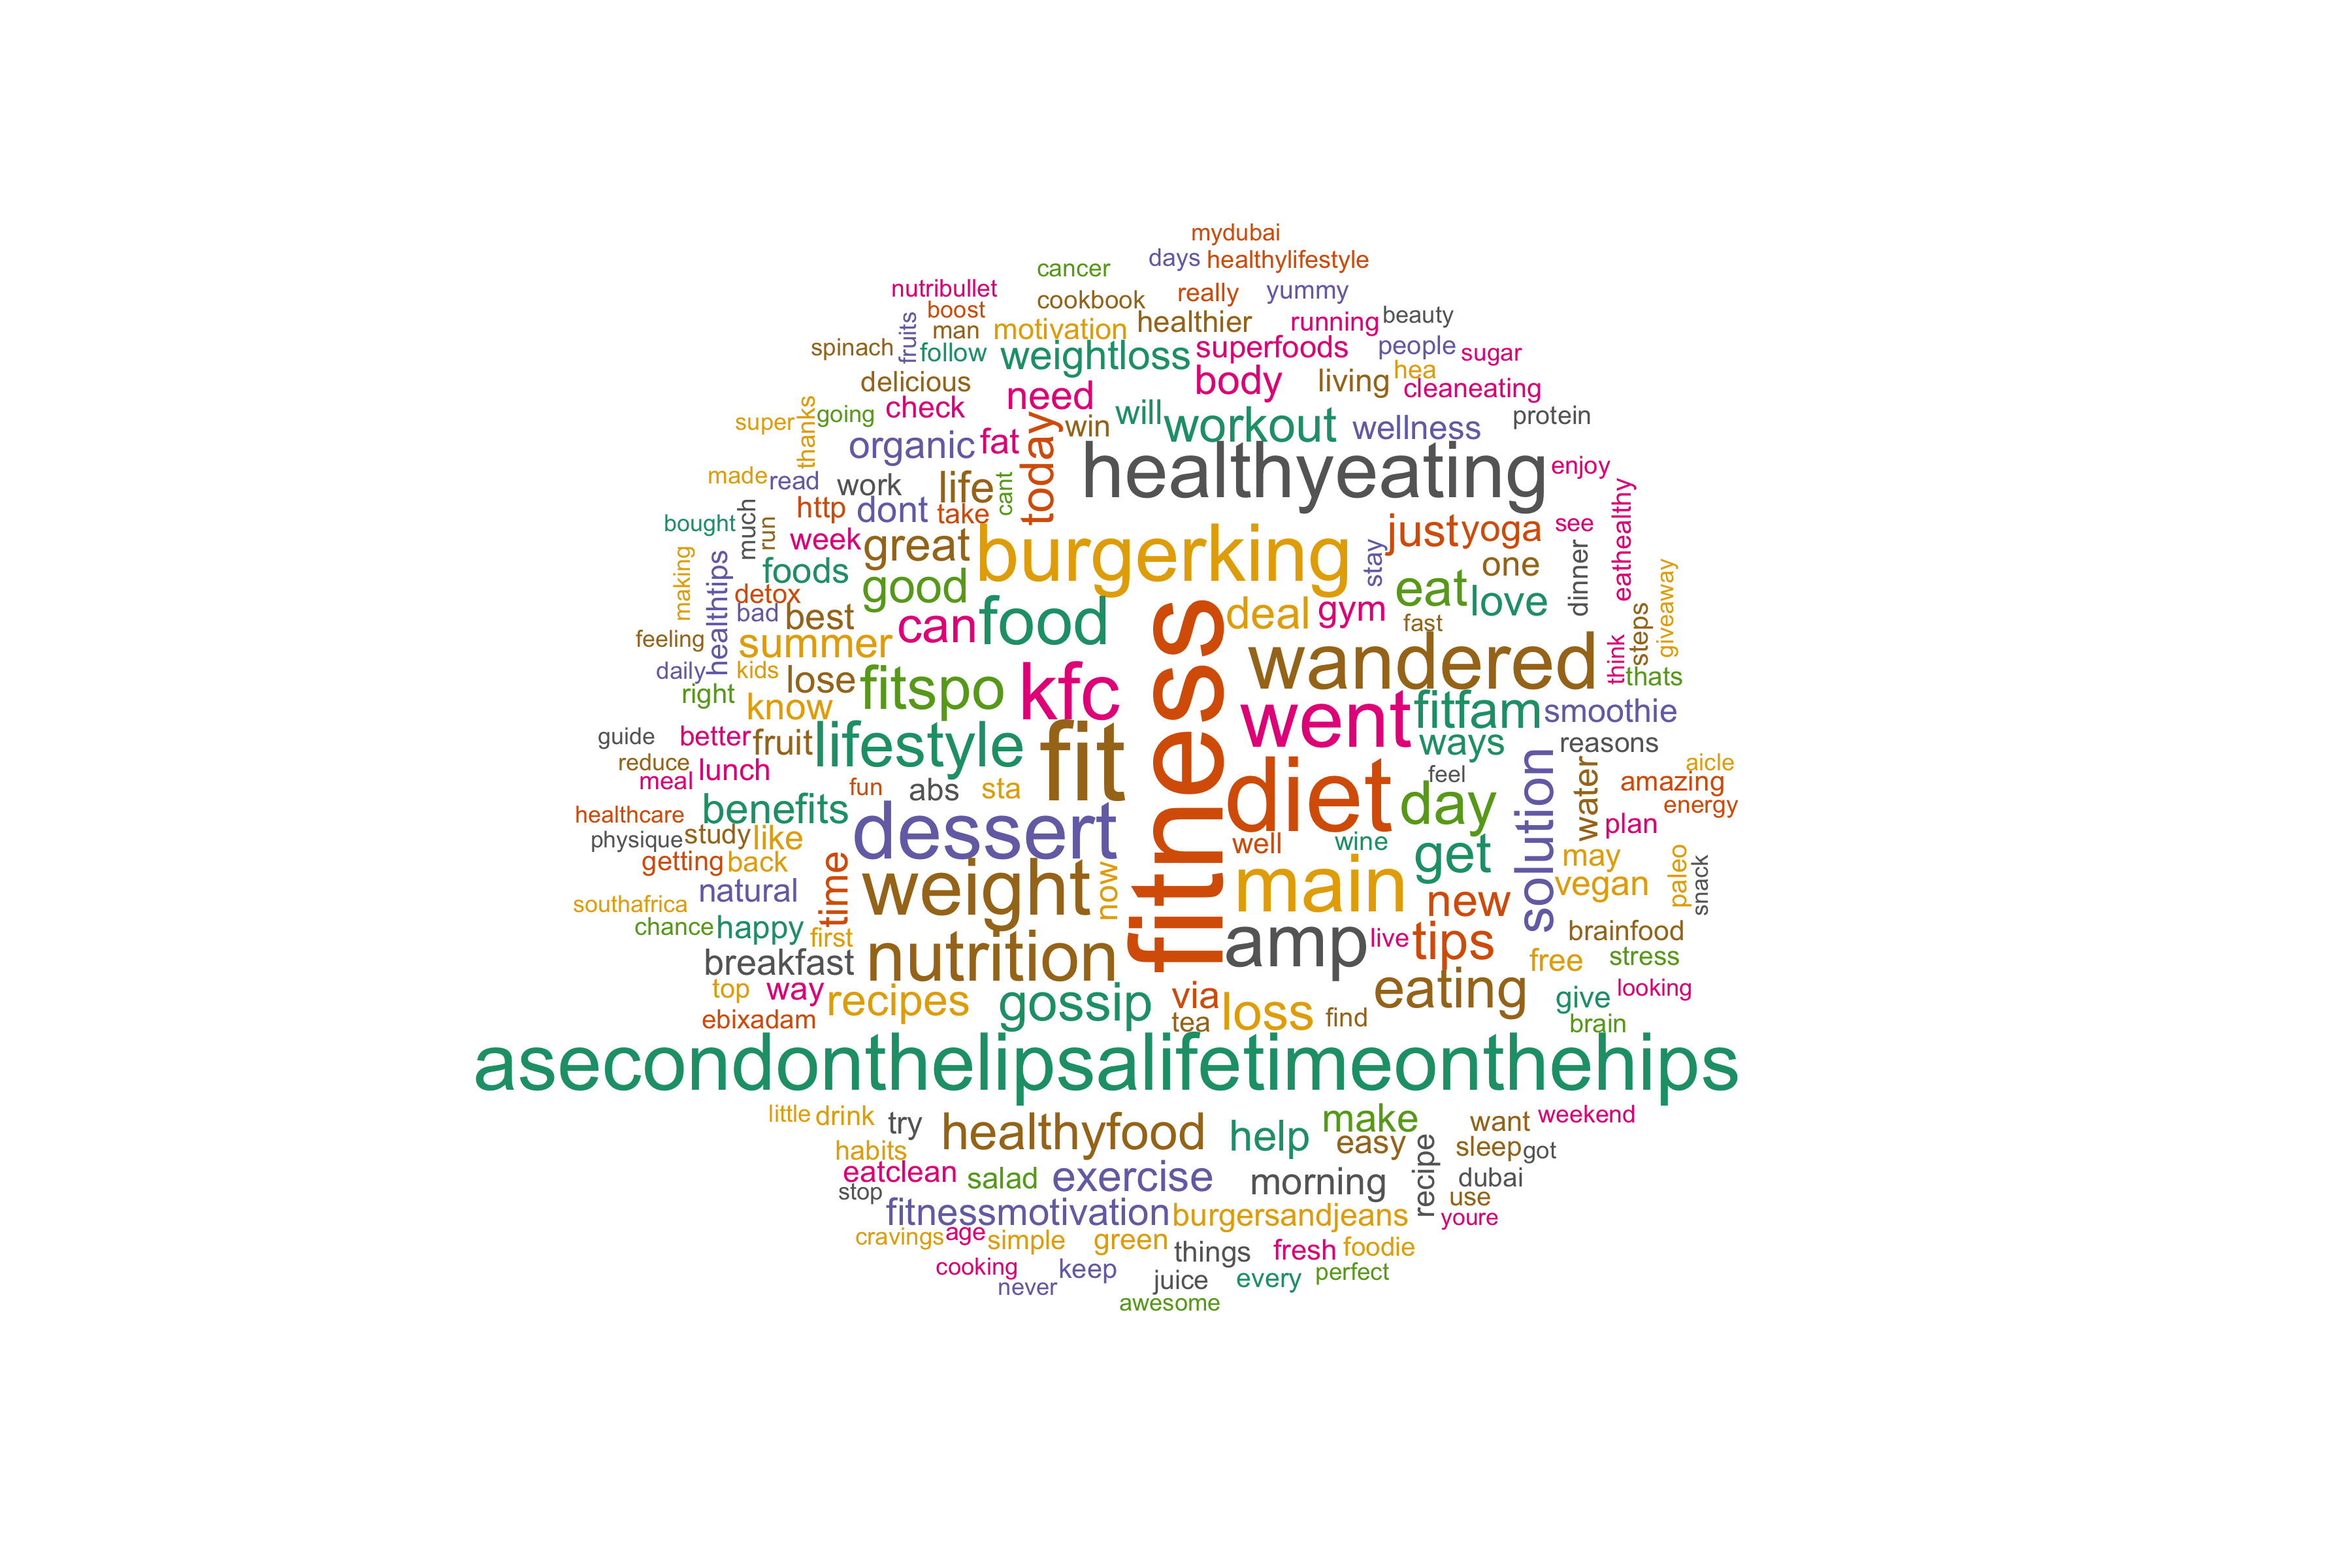 mydubai
cancer days healthylifestyle
nutribullet cookbook really yummy
boost man motivation healthier running beauty
spinach fruits follow weightloss superfoods people sugar
delicious body living hea cleaneating
super thanks going check need will workout wellness protein
organic fat today win
made read work life cant healthyeating enjoy eathealthy
bought much run http dont take
week great burgerking stay just yoga see
making healthtips foods good eat one dinner giveaway
detox bad best can food deal gym fast love steps
feeling summer fitness wandered think
daily kids lose fitspo kfc thats
right know went fitfam smoothie
guide better fruit lifestyle fit ways reasons
reduce meal lunch diet feel solution water aicle
fun abs sta amazing
healthcare benefits dessert day energy
physique study like well wine get plan
getting back time weight now main may paleo snack
natural new vegan
southafrica chance happy first nutrition amp live tips brainfood
breakfast free stress
top way recipes gossip via loss eating give looking
ebixadam tea find brain
asecondonthelipsalifetimeonthehips
little drink try healthyfood help make want weekend
habits easy recipe sleep got
eatclean salad exercise morning dubai
stop fitnessmotivation burgersandjeans use youre
cravings age simple green things fresh foodie
cooking never keep juice every perfect
awesome